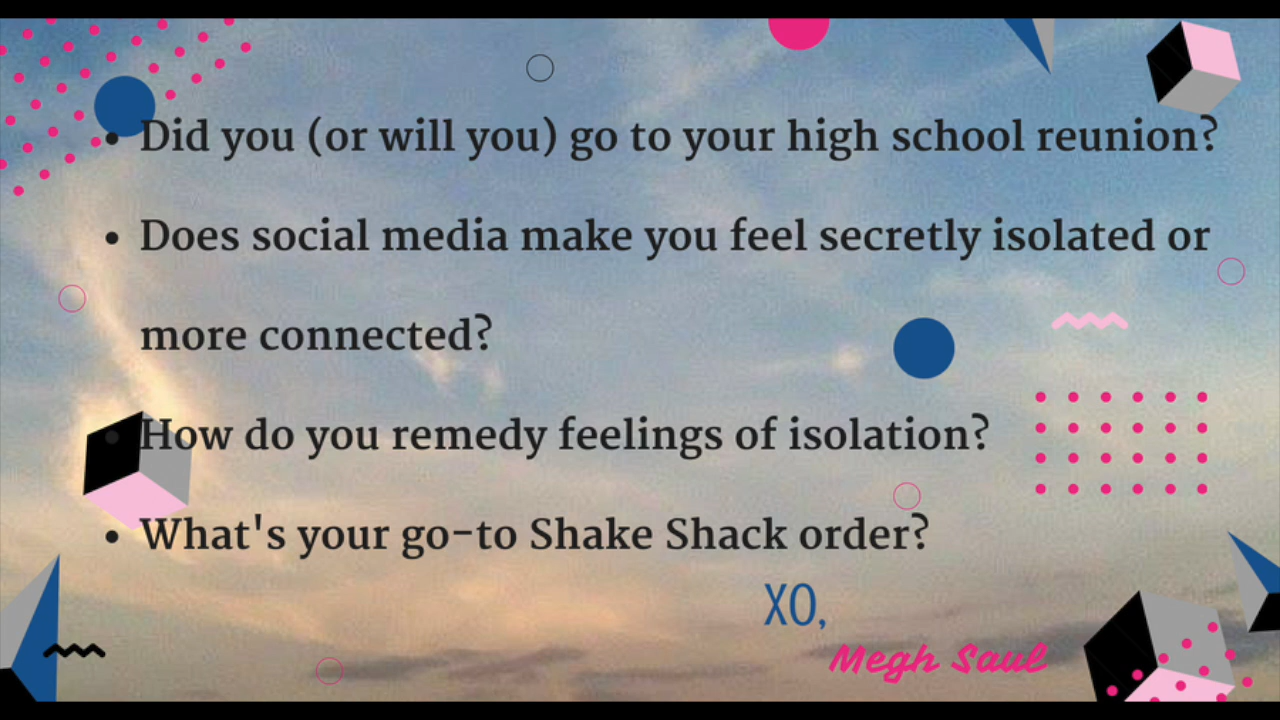 • Did you (or will you) go to your high school reunion?
• Does social media make you feel secretly isolated or
more connected?
• How do you remedy feelings of isolation?
• What's your go-to Shake Shack order?
XO,
Megh Saul